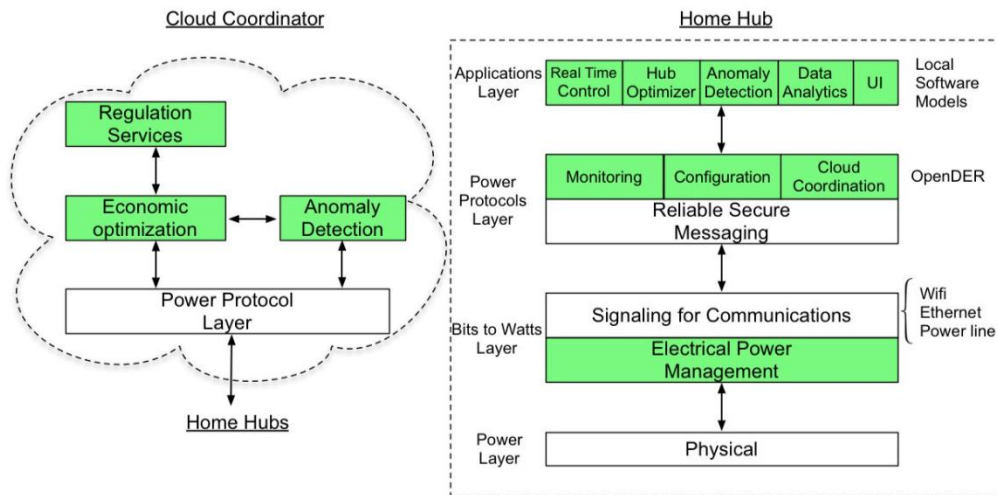 Cloud Coordinator
Regulation
Services
Economic
optimization
Anomaly
Detection
Power Protocol
Layer
Home Hubs
Home Hub
Applications
Layer
Real Time
Control
Hub
Optimizer
Anomaly
Detection
Data
Analytics
UI
Local
Software
Models
Power
Protocols
Layer
Monitoring
Configuration
Cloud
Coordination
OpenDER
Reliable Secure
Messaging
Bits to Watts
Layer
Signaling for Communications
Wifi
Ethernet
Power line
Electrical Power
Management
Power
Layer
Physical